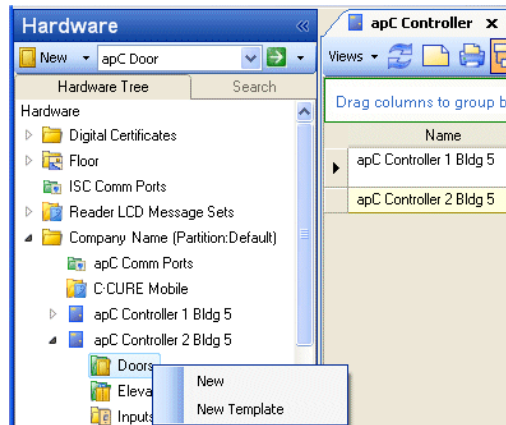 Hardware
New
apC Door
Hardware Tree
Search
Hardware
Digital Certificates
Floor
ISC Comm Ports
Reader LCD Message Sets
Company Name (Partition:Default)
apC Comm Ports
C·CURE Mobile
apC Controller 1 Bldg 5
apC Controller 2 Bldg 5
Doors
Eleva
Inputs
New
New Template
apC Controller
Views
Drag columns to group b
Name
apC Controller 1 Bldg 5
apC Controller 2 Bldg 5